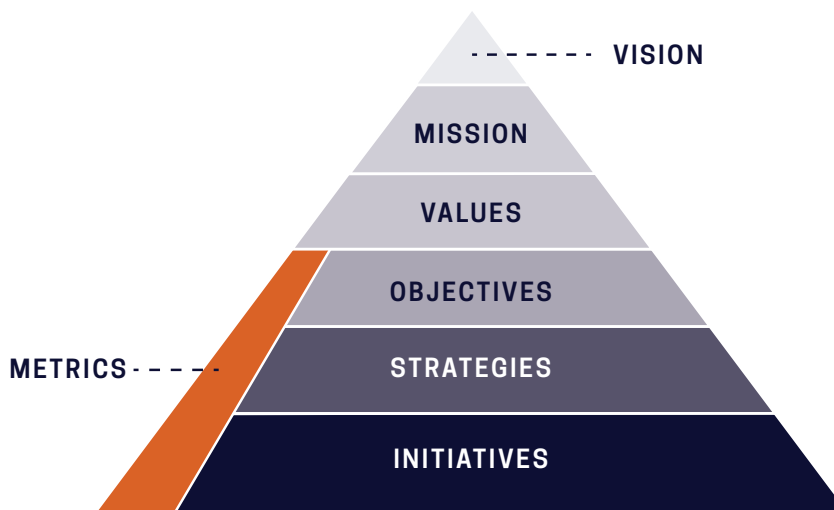 VISION
MISSION
VALUES
OBJECTIVES
METRICS
STRATEGIES
INITIATIVES